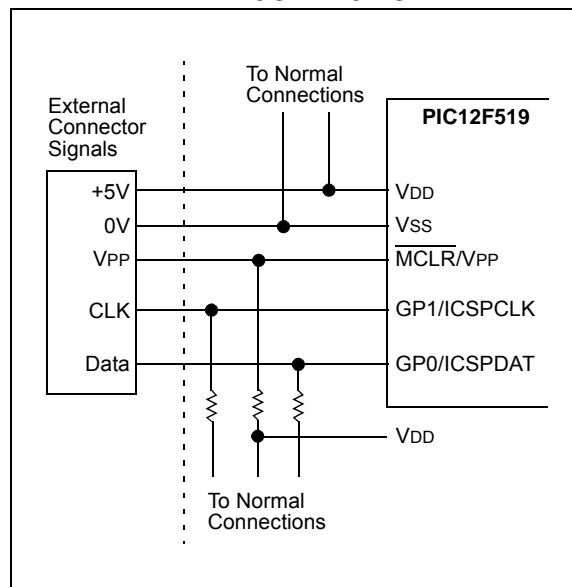 To Normal
Connections
External
Connector
Signals
PIC12F519
+5V
VDD
0V
VSS
VPP
MCLR/VPP
CLK
GP1/ICSPCLK
Data
GP0/ICSPDAT
VDD
To Normal
Connections